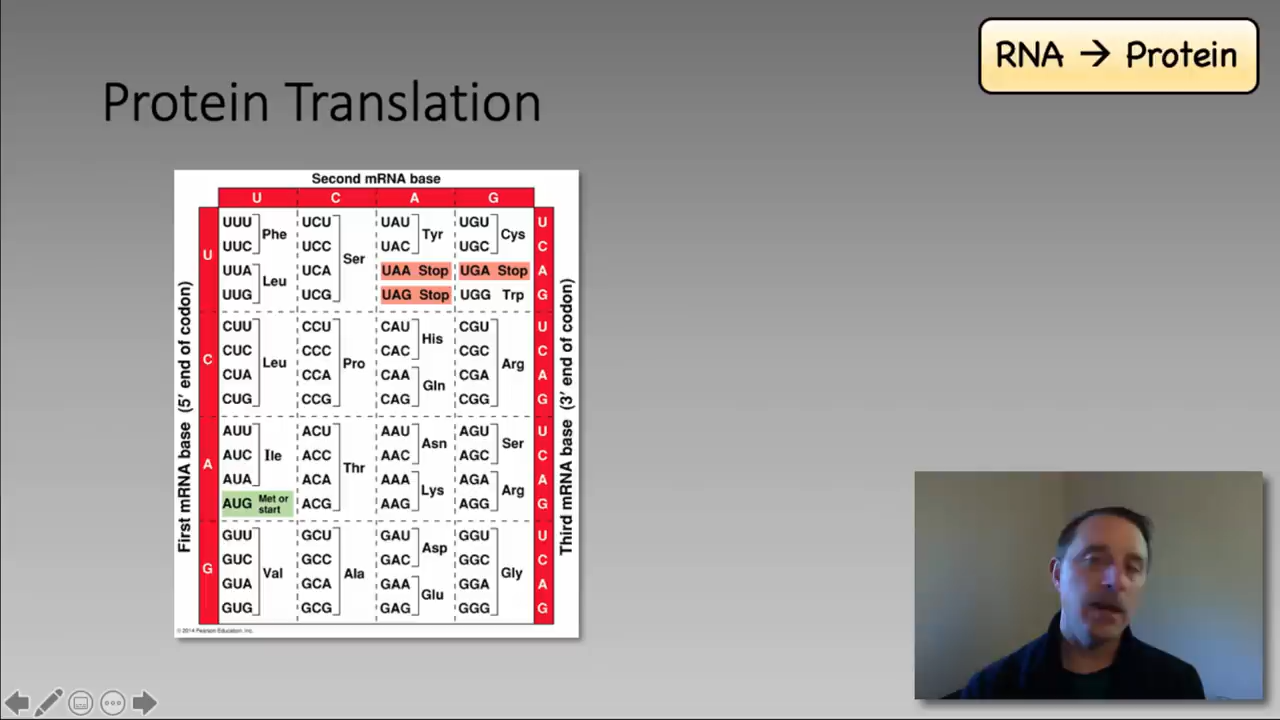 RNA → Protein
Protein Translation
Second mRNA base
U C A G
First mRNA base (5' end of codon)
Third mRNA base (3' end of codon)
U
UUU Phe UCU Ser UAU Tyr UGU Cys U
UUC UCC UAC UGC C
UUA Leu UCA UAA Stop UGA Stop A
UUG UCG UAG Stop UGG Trp G
C
CUU Leu CCU Pro CAU His CGU Arg U
CUC CCC CAC CGC C
CUA CCA CAA Gln CGA A
CUG CCG CAG CGG G
A
AUU Ile ACU Thr AAU Asn AGU Ser U
AUC ACC AAC AGC C
AUA ACA AAA Lys AGA Arg A
AUG Met or start ACG AAG AGG G
G
GUU Val GCU Ala GAU Asp GGU Gly U
GUC GCC GAC GGC C
GUA GCA GAA Glu GGA A
GUG GCG GAG GGG G
© 2014 Pearson Education, Inc.